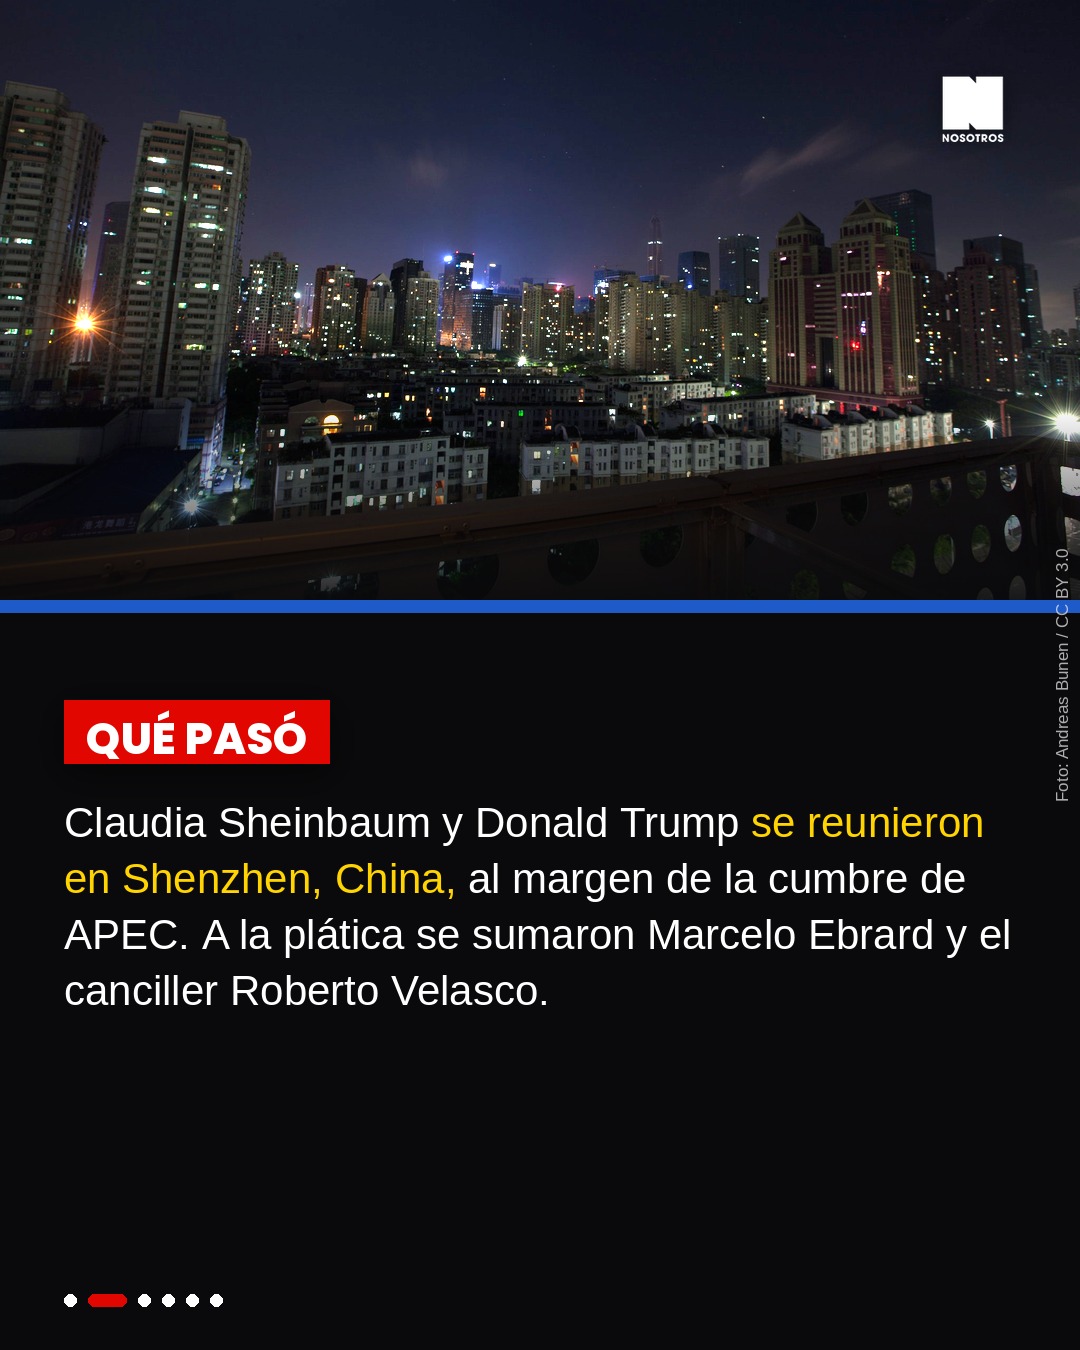 NOSOTROS
Foto: Andreas Bunen / CC BY 3.0
QUÉ PASÓ
Claudia Sheinbaum y Donald Trump se reunieron
en Shenzhen, China, al margen de la cumbre de
APEC. A la plática se sumaron Marcelo Ebrard y el
canciller Roberto Velasco.